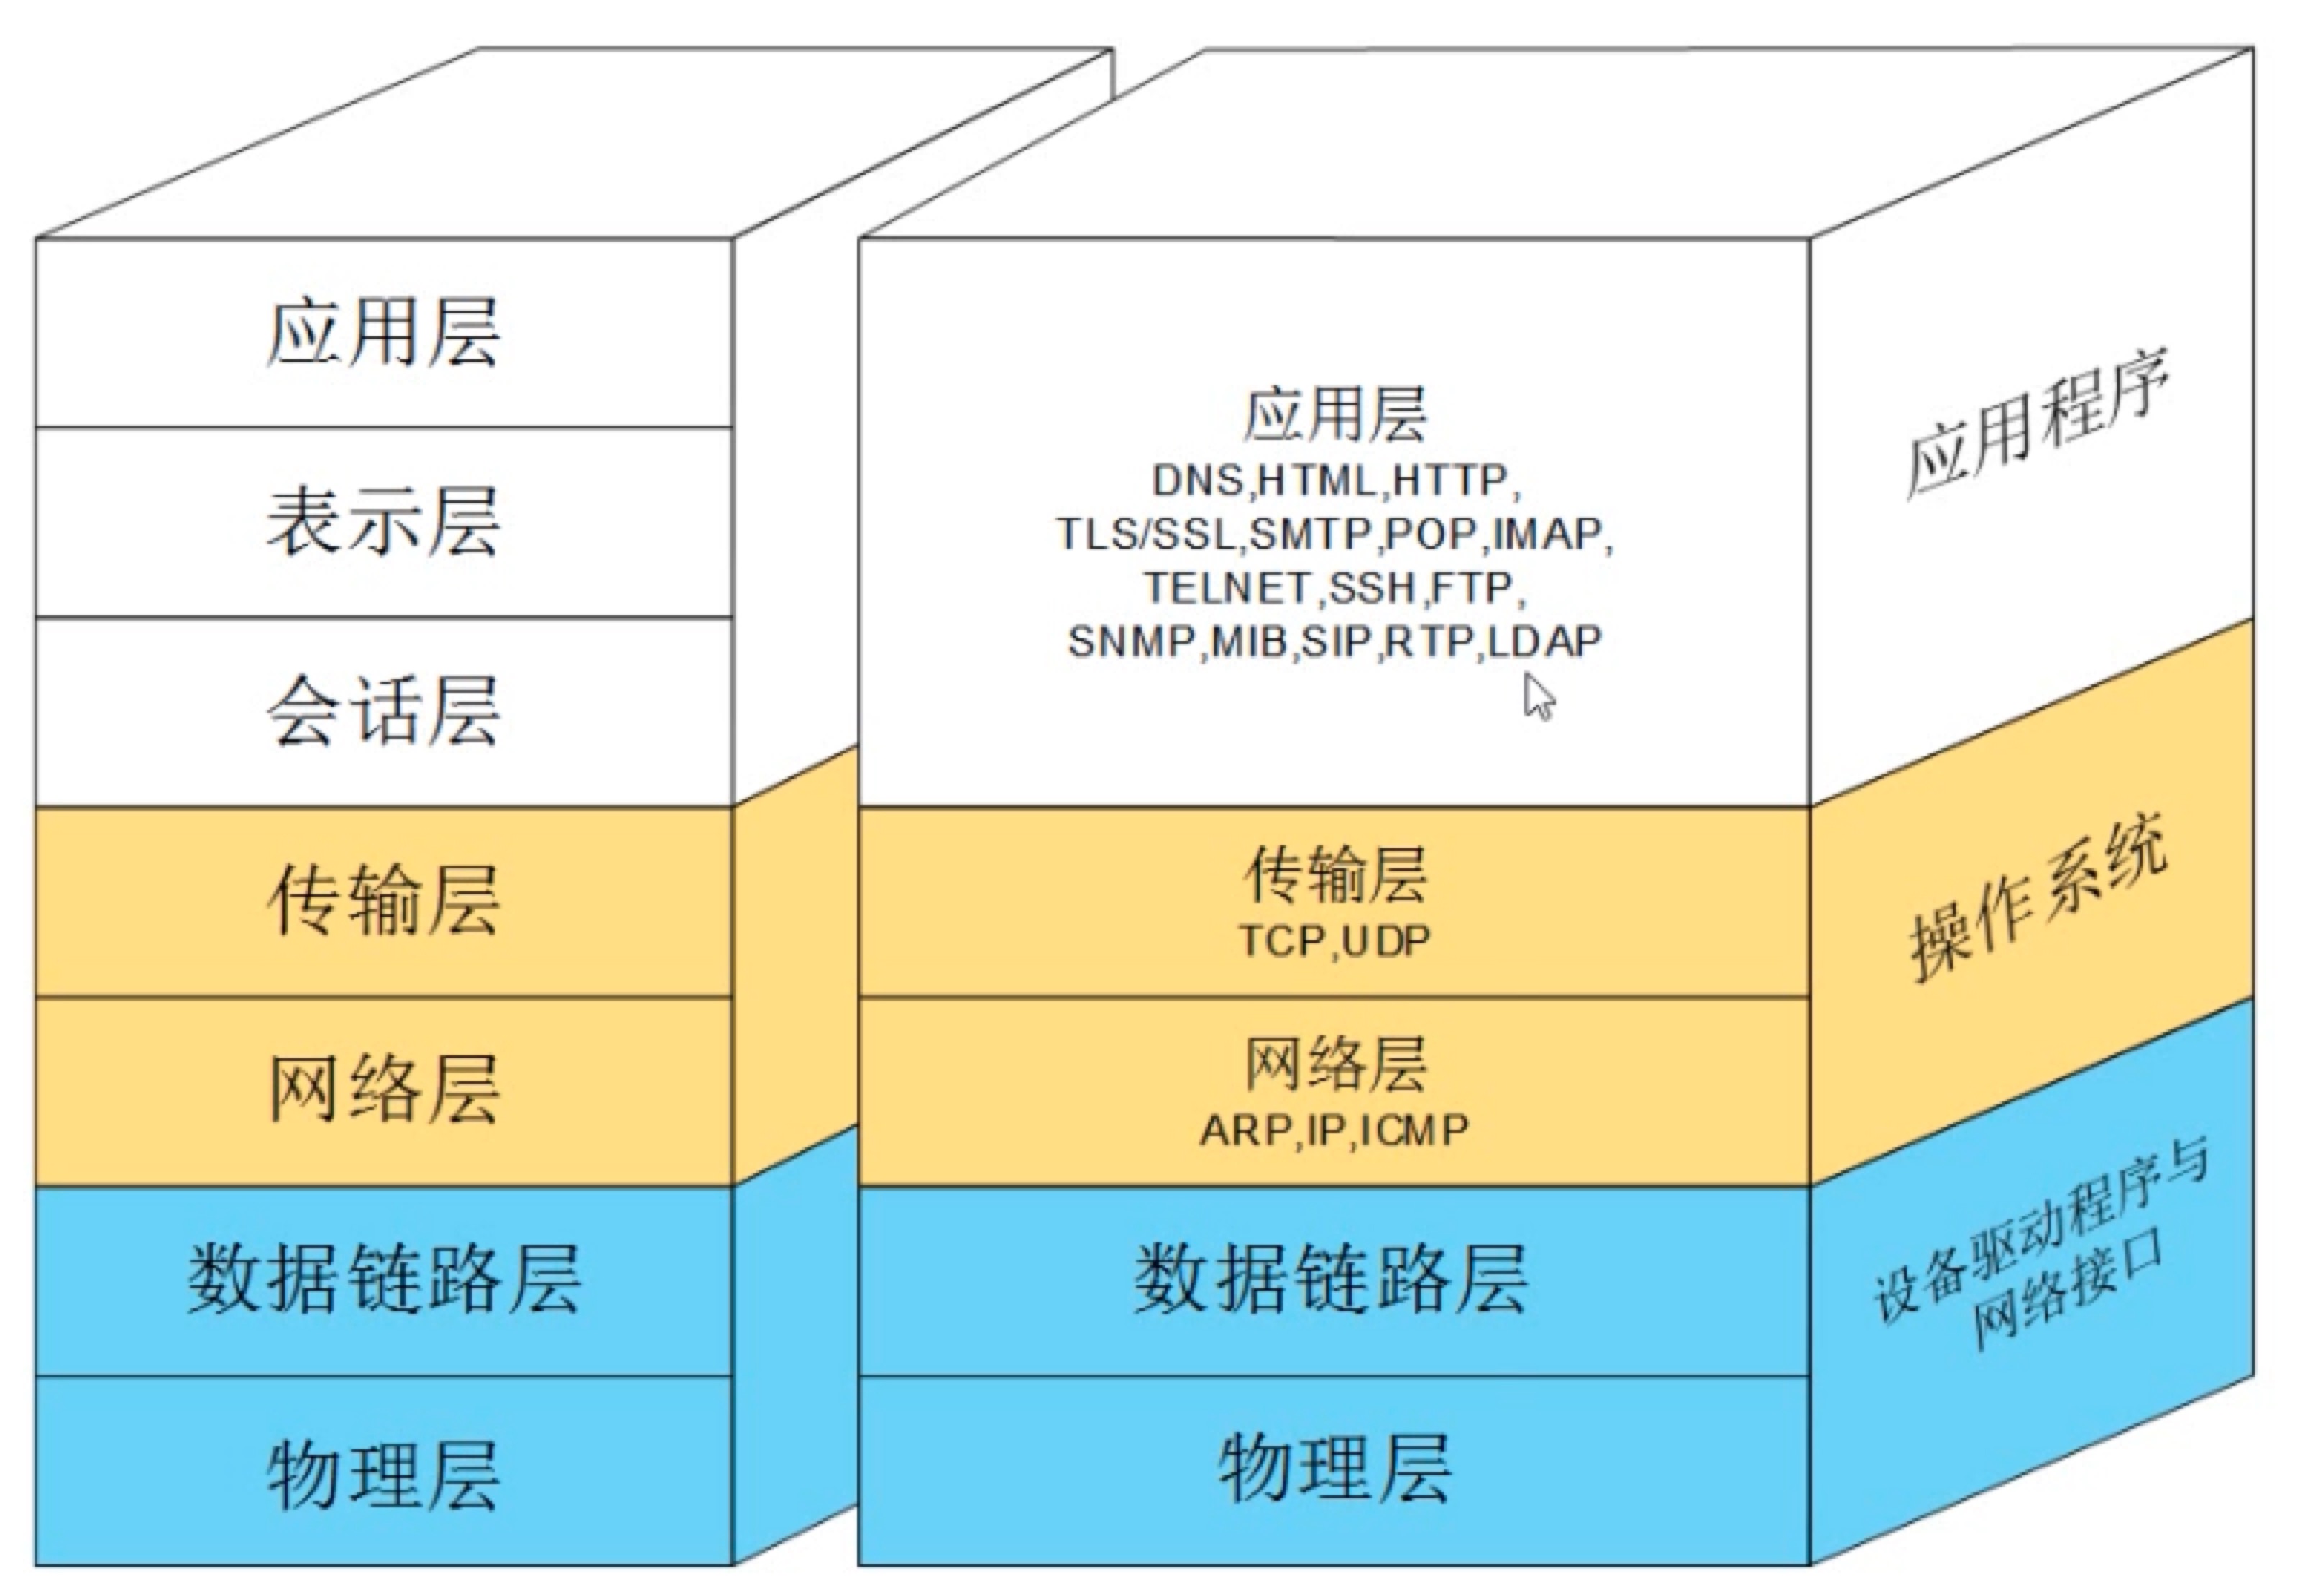 应用层
表示层
会话层
传输层
网络层
数据链路层
物理层
应用层
DNS,HTML,HTTP,
TLS/SSL,SMTP,POP,IMAP,
TELNET,SSH,FTP,
SNMP,MIB,SIP,RTP,LDAP
传输层
TCP,UDP
网络层
ARP,IP,ICMP
数据链路层
物理层
应用程序
操作系统
设备驱动程序与
网络接口